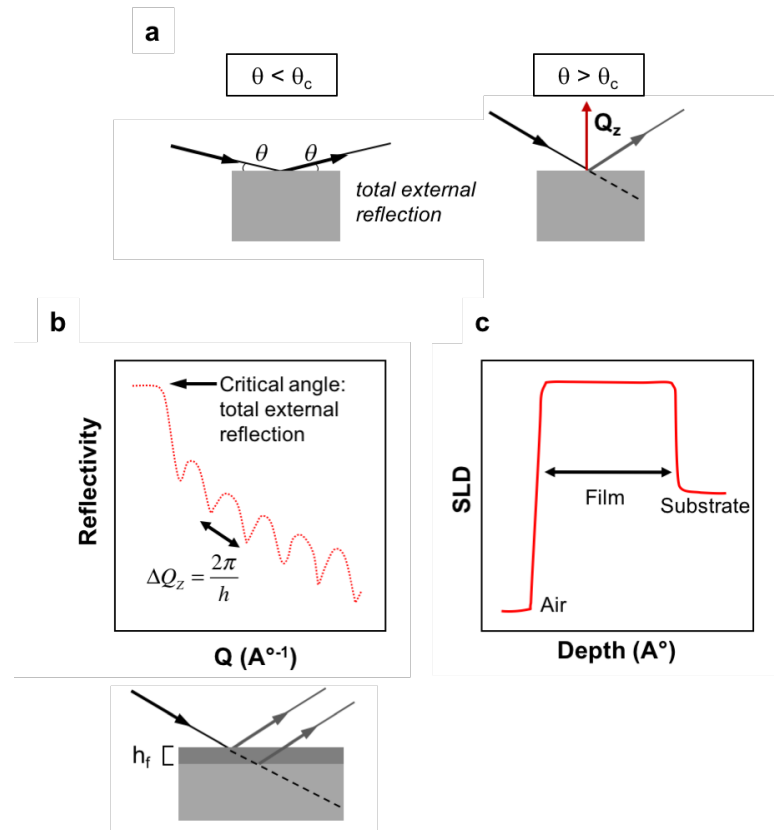 a
θ < θc
θ > θc
Qz
θ θ
total external
reflection
b
Critical angle:
total external
reflection
Reflectivity
ΔQZ = 2π
h
Q (A°-1)
c
SLD
Film
Substrate
Air
Depth (A°)
hf